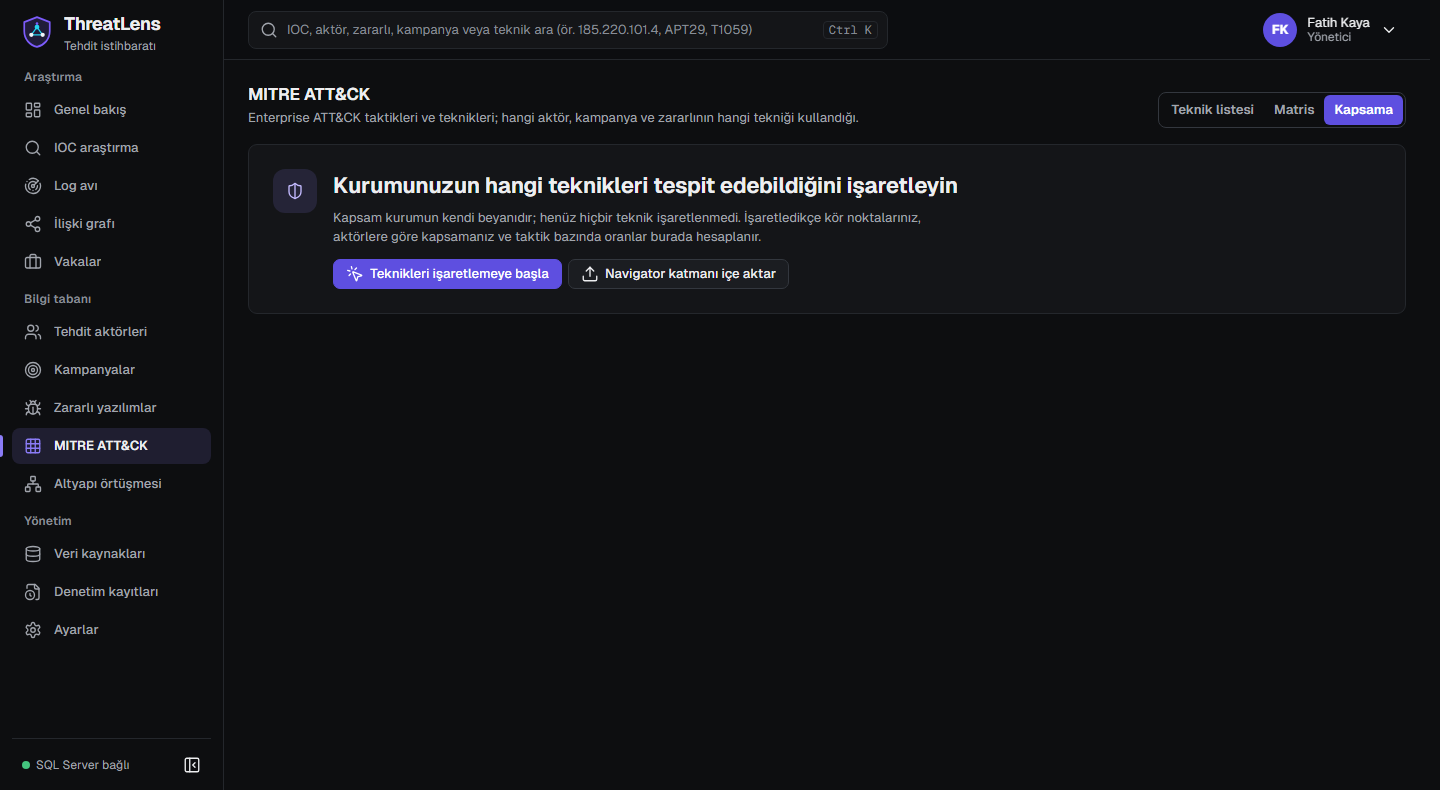 ThreatLens
Tehdit istihbaratı
Araştırma
Genel bakış
IOC araştırma
Log avı
İlişki grafı
Vakalar
Bilgi tabanı
Tehdit aktörleri
Kampanyalar
Zararlı yazılımlar
MITRE ATT&CK
Altyapı örtüşmesi
Yönetim
Veri kaynakları
Denetim kayıtları
Ayarlar
SQL Server bağlı
IOC, aktör, zararlı, kampanya veya teknik ara (ör. 185.220.101.4, APT29, T1059)
Ctrl K
FK
Fatih Kaya
Yönetici
MITRE ATT&CK
Enterprise ATT&CK taktikleri ve teknikleri; hangi aktör, kampanya ve zararlının hangi tekniği kullandığı.
Teknik listesi
Matris
Kapsama
Kurumunuzun hangi teknikleri tespit edebildiğini işaretleyin
Kapsam kurumun kendi beyanıdır; henüz hiçbir teknik işaretlenmedi. İşaretledikçe kör noktalarınız,
aktörlere göre kapsamanız ve taktik bazında oranlar burada hesaplanır.
Teknikleri işaretlemeye başla
Navigator katmanı içe aktar